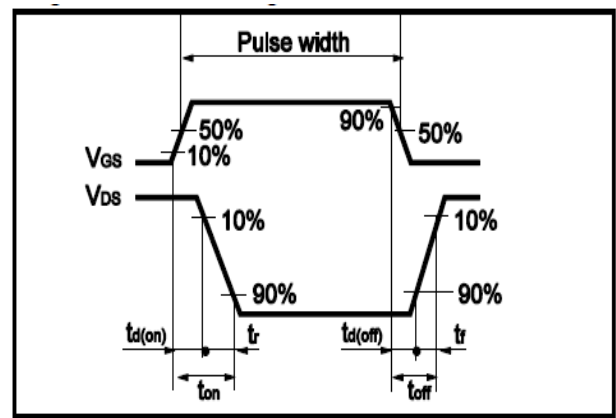 Pulse width
90%
50%
50%
10%
VGS
VDS
10%
10%
90%
90%
td(on)
tr
td(off)
tf
ton
toff